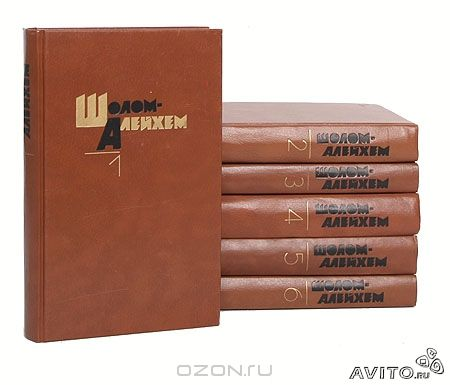 ШОЛОМ-
АЛЕЙХЕМ
1
2
ШОЛОМ-
АЛЕЙХЕМ
3
ШОЛОМ-
АЛЕЙХЕМ
4
ШОЛОМ-
АЛЕЙХЕМ
5
ШОЛОМ-
АЛЕЙХЕМ
6
ШОЛОМ-
АЛЕЙХЕМ
OZON.RU
AVITO.ru